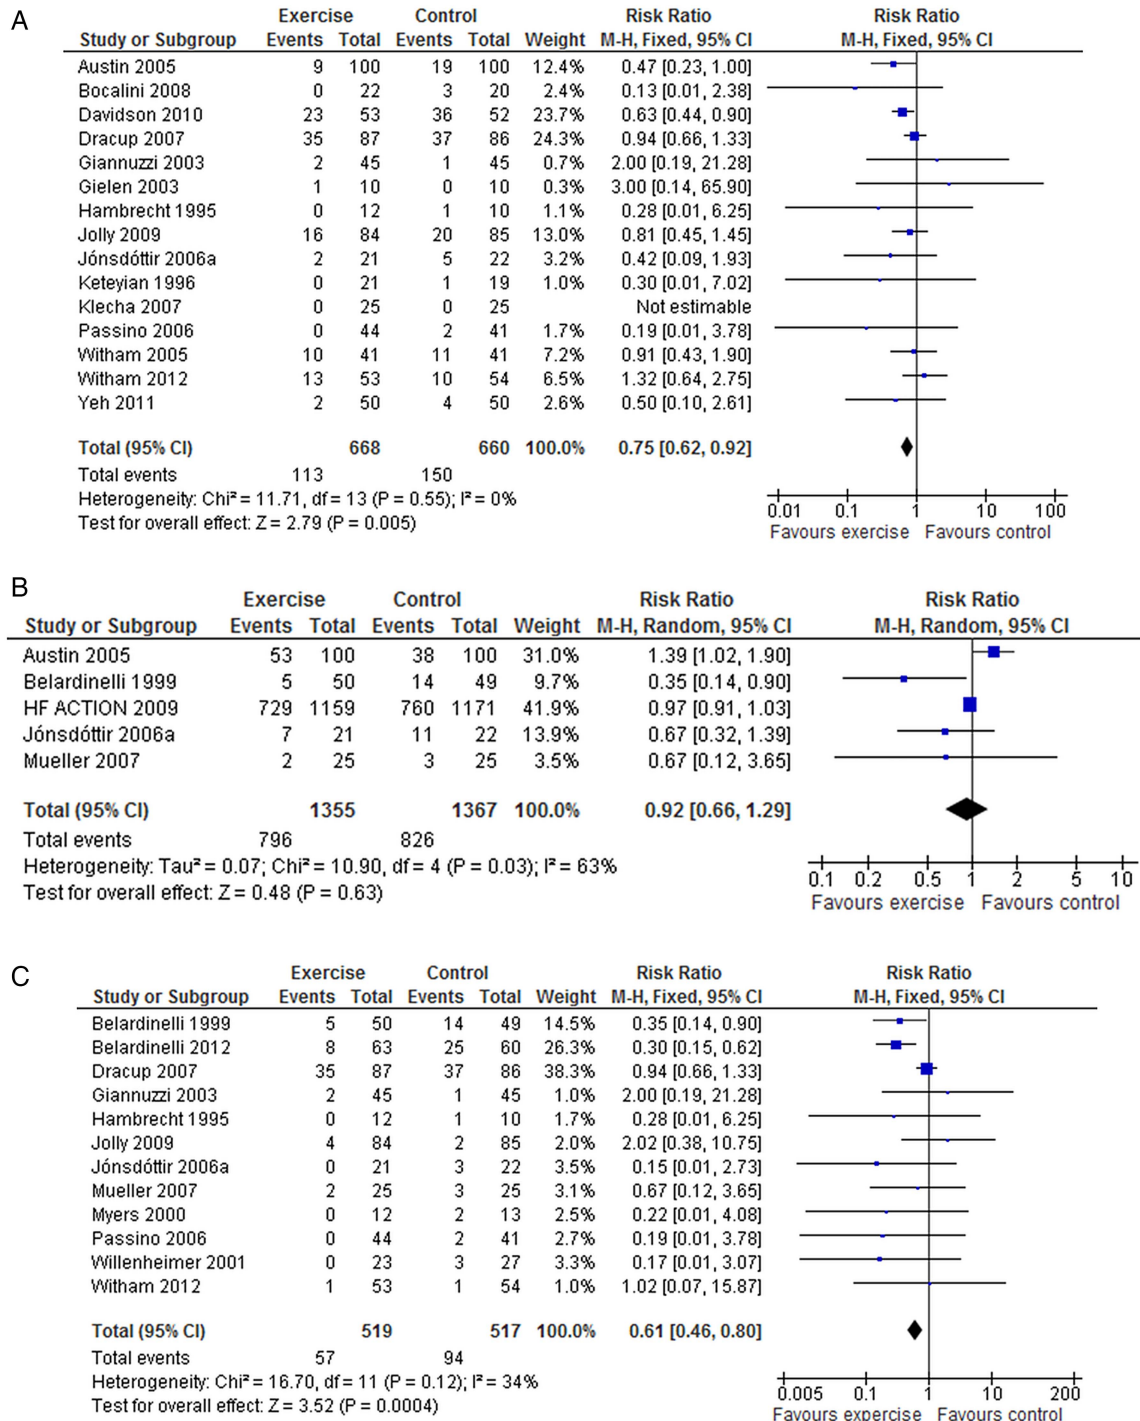 A
Exercise Control Risk Ratio Risk Ratio
Study or Subgroup Events Total Events Total Weight M-H, Fixed, 95% CI M-H, Fixed, 95% CI
Austin 2005 9 100 19 100 12.4% 0.47 [0.23, 1.00]
Bocalini 2008 0 22 3 20 2.4% 0.13 [0.01, 2.38]
Davidson 2010 23 53 36 52 23.7% 0.63 [0.44, 0.90]
Dracup 2007 35 87 37 86 24.3% 0.94 [0.66, 1.33]
Giannuzzi 2003 2 45 1 45 0.7% 2.00 [0.19, 21.28]
Gielen 2003 1 10 0 10 0.3% 3.00 [0.14, 65.90]
Hambrecht 1995 0 12 1 10 1.1% 0.28 [0.01, 6.25]
Jolly 2009 16 84 20 85 13.0% 0.81 [0.45, 1.45]
Jónsdóttir 2006a 2 21 5 22 3.2% 0.42 [0.09, 1.93]
Keteyian 1996 0 21 1 19 1.0% 0.30 [0.01, 7.02]
Klecha 2007 0 25 0 25 Not estimable
Passino 2006 0 44 2 41 1.7% 0.19 [0.01, 3.78]
Witham 2005 10 41 11 41 7.2% 0.91 [0.43, 1.90]
Witham 2012 13 53 10 54 6.5% 1.32 [0.64, 2.75]
Yeh 2011 2 50 4 50 2.6% 0.50 [0.10, 2.61]
Total (95% CI) 668 660 100.0% 0.75 [0.62, 0.92]
Total events 113 150
Heterogeneity: Chi² = 11.71, df = 13 (P = 0.55); I² = 0%
Test for overall effect: Z = 2.79 (P = 0.005)
0.01 0.1 1 10 100
Favours exercise Favours control
B
Exercise Control Risk Ratio Risk Ratio
Study or Subgroup Events Total Events Total Weight M-H, Random, 95% CI M-H, Random, 95% CI
Austin 2005 53 100 38 100 31.0% 1.39 [1.02, 1.90]
Belardinelli 1999 5 50 14 49 9.7% 0.35 [0.14, 0.90]
HF ACTION 2009 729 1159 760 1171 41.9% 0.97 [0.91, 1.03]
Jónsdóttir 2006a 7 21 11 22 13.9% 0.67 [0.32, 1.39]
Mueller 2007 2 25 3 25 3.5% 0.67 [0.12, 3.65]
Total (95% CI) 1355 1367 100.0% 0.92 [0.66, 1.29]
Total events 796 826
Heterogeneity: Tau² = 0.07; Chi² = 10.90, df = 4 (P = 0.03); I² = 63%
Test for overall effect: Z = 0.48 (P = 0.63)
0.1 0.2 0.5 1 2 5 10
Favours exercise Favours control
C
Exercise Control Risk Ratio Risk Ratio
Study or Subgroup Events Total Events Total Weight M-H, Fixed, 95% CI M-H, Fixed, 95% CI
Belardinelli 1999 5 50 14 49 14.5% 0.35 [0.14, 0.90]
Belardinelli 2012 8 63 25 60 26.3% 0.30 [0.15, 0.62]
Dracup 2007 35 87 37 86 38.3% 0.94 [0.66, 1.33]
Giannuzzi 2003 2 45 1 45 1.0% 2.00 [0.19, 21.28]
Hambrecht 1995 0 12 1 10 1.7% 0.28 [0.01, 6.25]
Jolly 2009 4 84 2 85 2.0% 2.02 [0.38, 10.75]
Jónsdóttir 2006a 0 21 3 22 3.5% 0.15 [0.01, 2.73]
Mueller 2007 2 25 3 25 3.1% 0.67 [0.12, 3.65]
Myers 2000 0 12 2 13 2.5% 0.22 [0.01, 4.08]
Passino 2006 0 44 2 41 2.7% 0.19 [0.01, 3.78]
Willenheimer 2001 0 23 3 27 3.3% 0.17 [0.01, 3.07]
Witham 2012 1 53 1 54 1.0% 1.02 [0.07, 15.87]
Total (95% CI) 519 517 100.0% 0.61 [0.46, 0.80]
Total events 57 94
Heterogeneity: Chi² = 16.70, df = 11 (P = 0.12); I² = 34%
Test for overall effect: Z = 3.52 (P = 0.0004)
0.005 0.1 1 10 200
Favours expercise Favours control